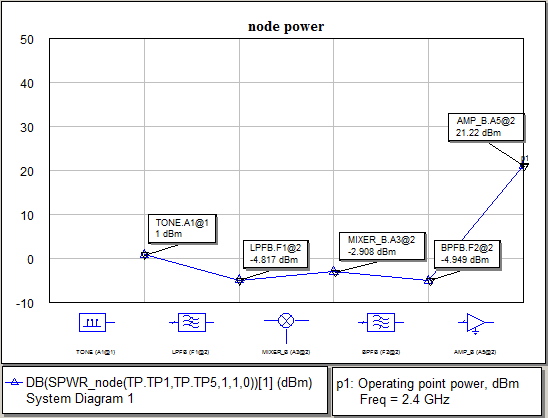 node power
50
40
30
20
10
0
-10
AMP_B.A5@2
21.22 dBm
p1
TONE.A1@1
1 dBm
LPFB.F1@2
-4.817 dBm
MIXER_B.A3@2
-2.908 dBm
BPFB.F2@2
-4.949 dBm
TONE (A1@1)
LPFB (F1@2)
MIXER_B (A3@2)
BPFB (F2@2)
AMP_B (A5@2)
DB(SPWR_node(TP.TP1,TP.TP5,1,1,0))[1] (dBm)
System Diagram 1
p1: Operating point power, dBm
Freq = 2.4 GHz